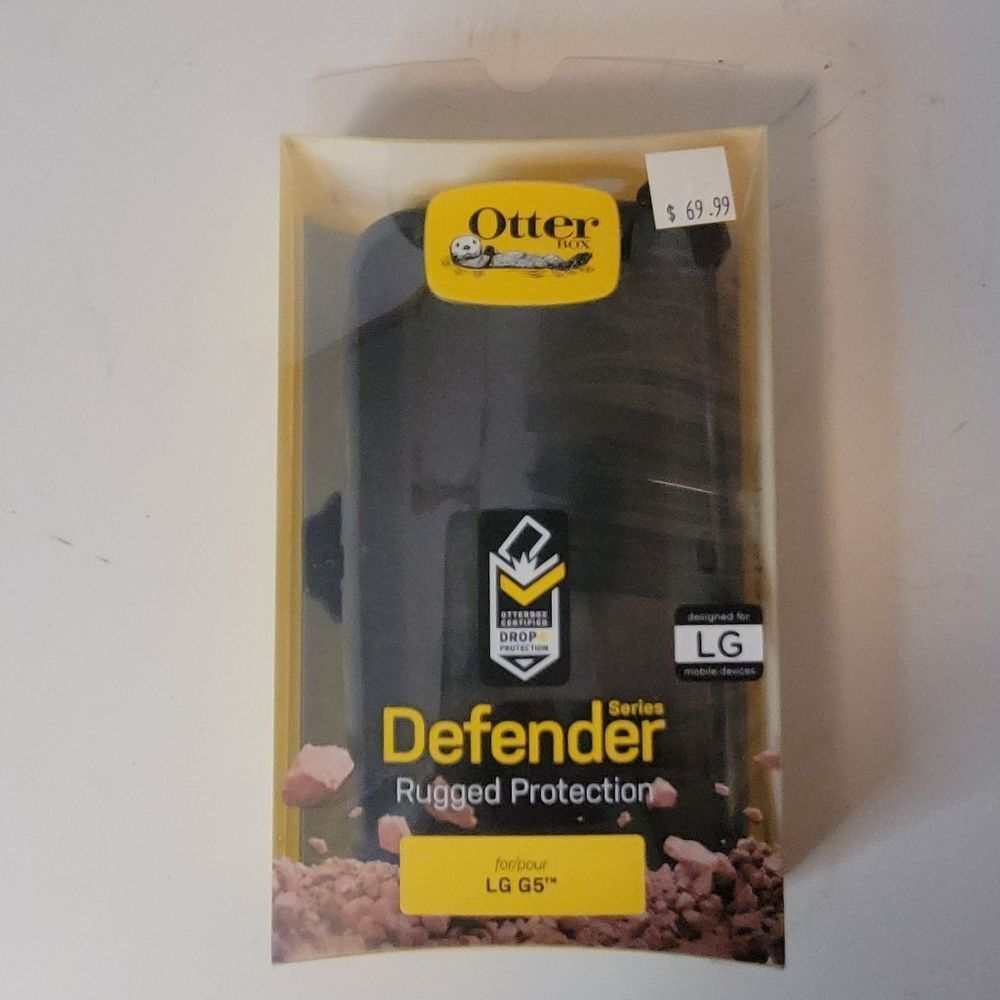 $ 69.99
Otter
BOX
OTTERBOX
CERTIFIED
DROP+
PROTECTION
designed for
LG
mobile devices
Series
Defender
Rugged Protection
for/pour
LG G5™